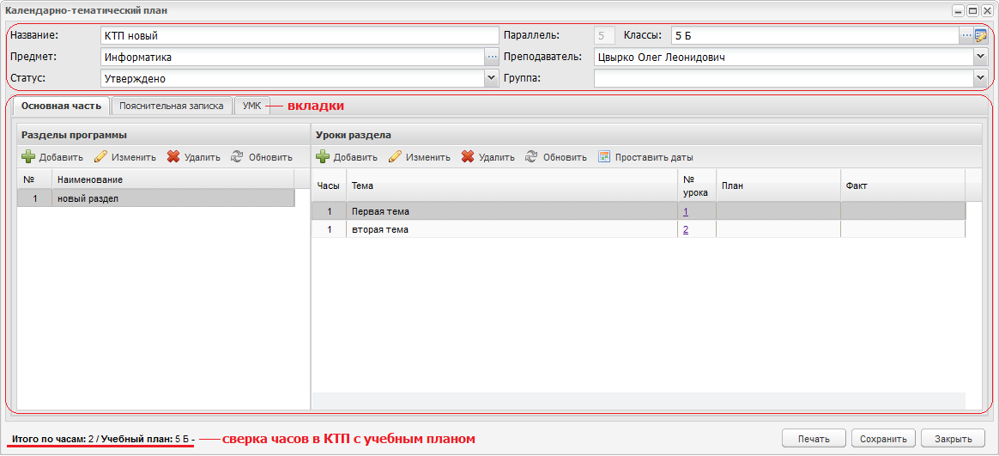 Календарно-тематический план
Название: КТП новый Параллель: 5 Классы: 5 Б
Предмет: Информатика Преподаватель: Цвырко Олег Леонидович
Статус: Утверждено Группа:
Основная часть Пояснительная записка УМК вкладки
Разделы программы Уроки раздела
Добавить Изменить Удалить Обновить Добавить Изменить Удалить Обновить Проставить даты
№ Наименование Часы Тема № урока План Факт
1 новый раздел
1 Первая тема 1
1 вторая тема 2
Итого по часам: 2 / Учебный план: 5 Б - сверка часов в КТП с учебным планом Печать Сохранить Закрыть